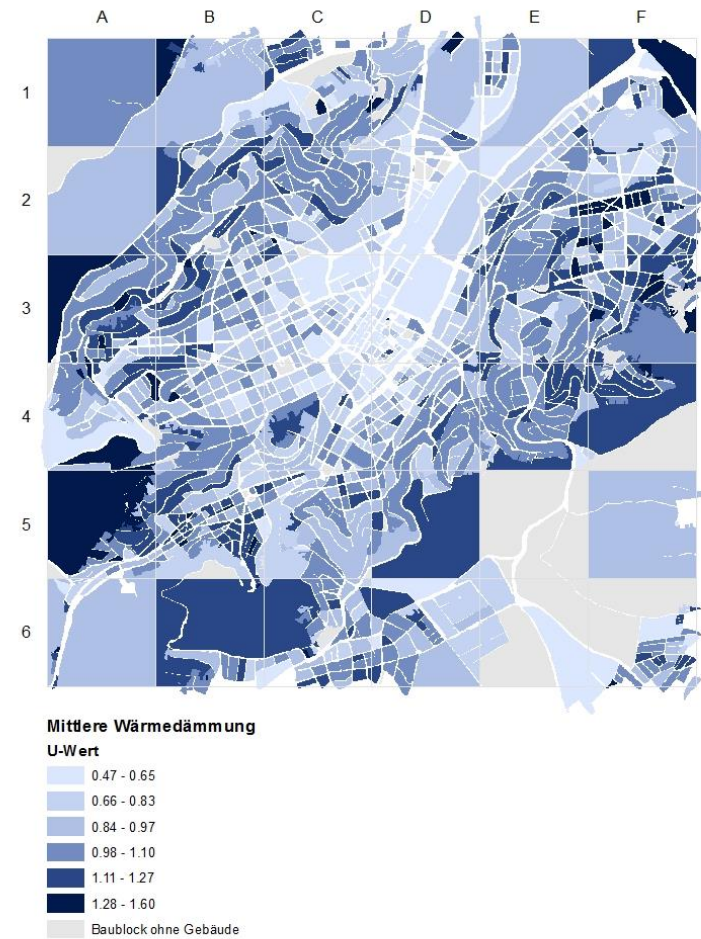 A B C D E F
1
2
3
4
5
6
Mittlere Wärmedämmung
U-Wert
0.47 - 0.65
0.66 - 0.83
0.84 - 0.97
0.98 - 1.10
1.11 - 1.27
1.28 - 1.60
Baublock ohne Gebäude